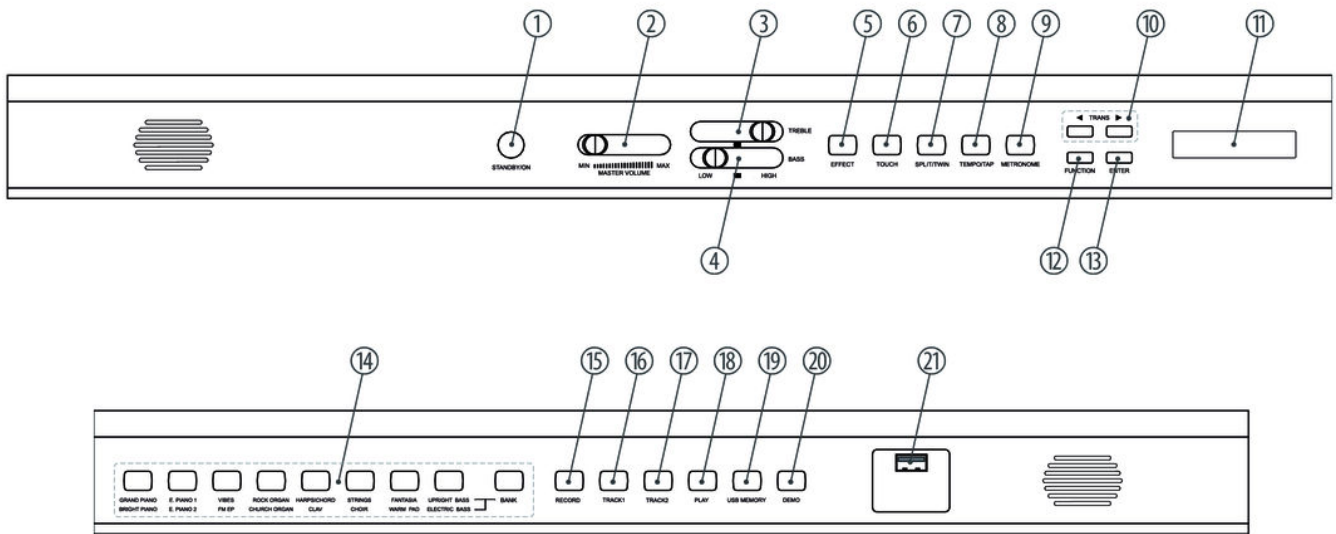 1 2 3 5 6 7 8 9 10 11
◀ TRANS ▶
TREBLE
BASS
STANDBY/ON
MIN MAX
MASTER VOLUME
LOW HIGH
EFFECT TOUCH SPLIT/TWIN TEMPO/TAP METRONOME
FUNCTION ENTER
4 12 13
14 15 16 17 18 19 20 21
GRAND PIANO E. PIANO 1 VIBES ROCK ORGAN HARPSICHORD STRINGS FANTASIA UPRIGHT BASS BANK
BRIGHT PIANO E. PIANO 2 FM EP CHURCH ORGAN CLAV CHOIR WARM PAD ELECTRIC BASS
RECORD TRACK1 TRACK2 PLAY USB MEMORY DEMO